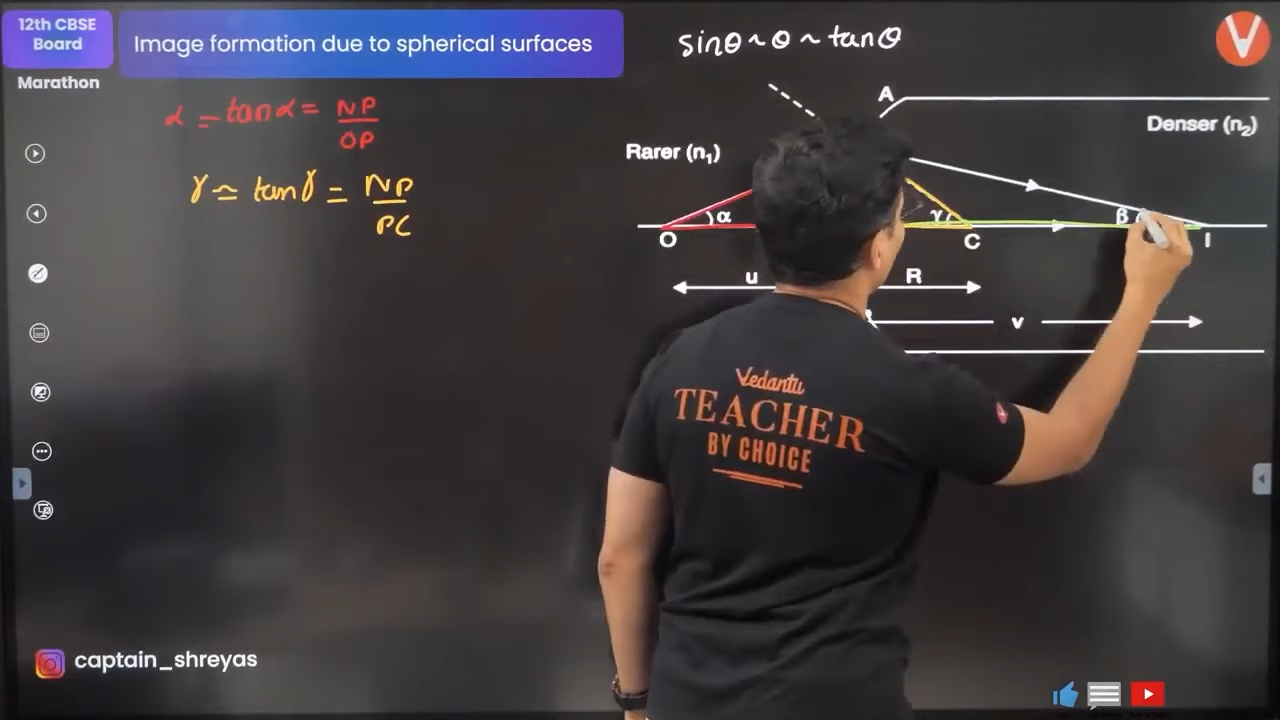 12th CBSE
Board
Marathon
Image formation due to spherical surfaces
sinθ ~ θ ~ tanθ
α = tanα = NP
OP
γ ≃ tanγ = NP
PC
A
Denser (n₂)
Rarer (n₁)
α
γ
β
O
C
I
u
R
v
Vedantu
TEACHER
BY CHOICE
captain_shreyas